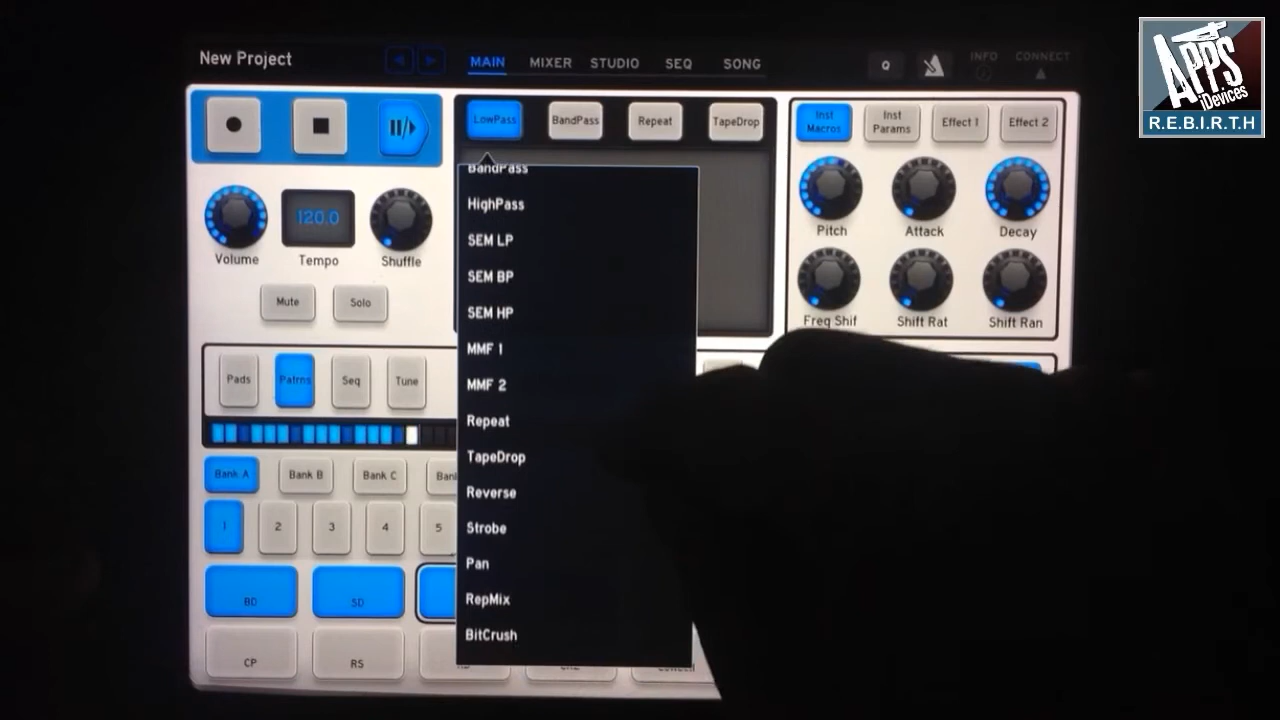 APPS
iDevices
R.E.B.I.R.T.H
New Project
MAIN MIXER STUDIO SEQ SONG
Q
INFO
CONNECT
LowPass BandPass Repeat TapeDrop
Inst Macros
Inst Params
Effect 1
Effect 2
120.0
Volume Tempo Shuffle
Mute Solo
Pitch Attack Decay
Freq Shif Shift Rat Shift Ran
BandPass
HighPass
SEM LP
SEM BP
SEM HP
MMF 1
MMF 2
Repeat
TapeDrop
Reverse
Strobe
Pan
RepMix
BitCrush
Pads Patrns Seq Tune
Bank A Bank B Bank C
1 2 3 4 5
BD SD
CP RS